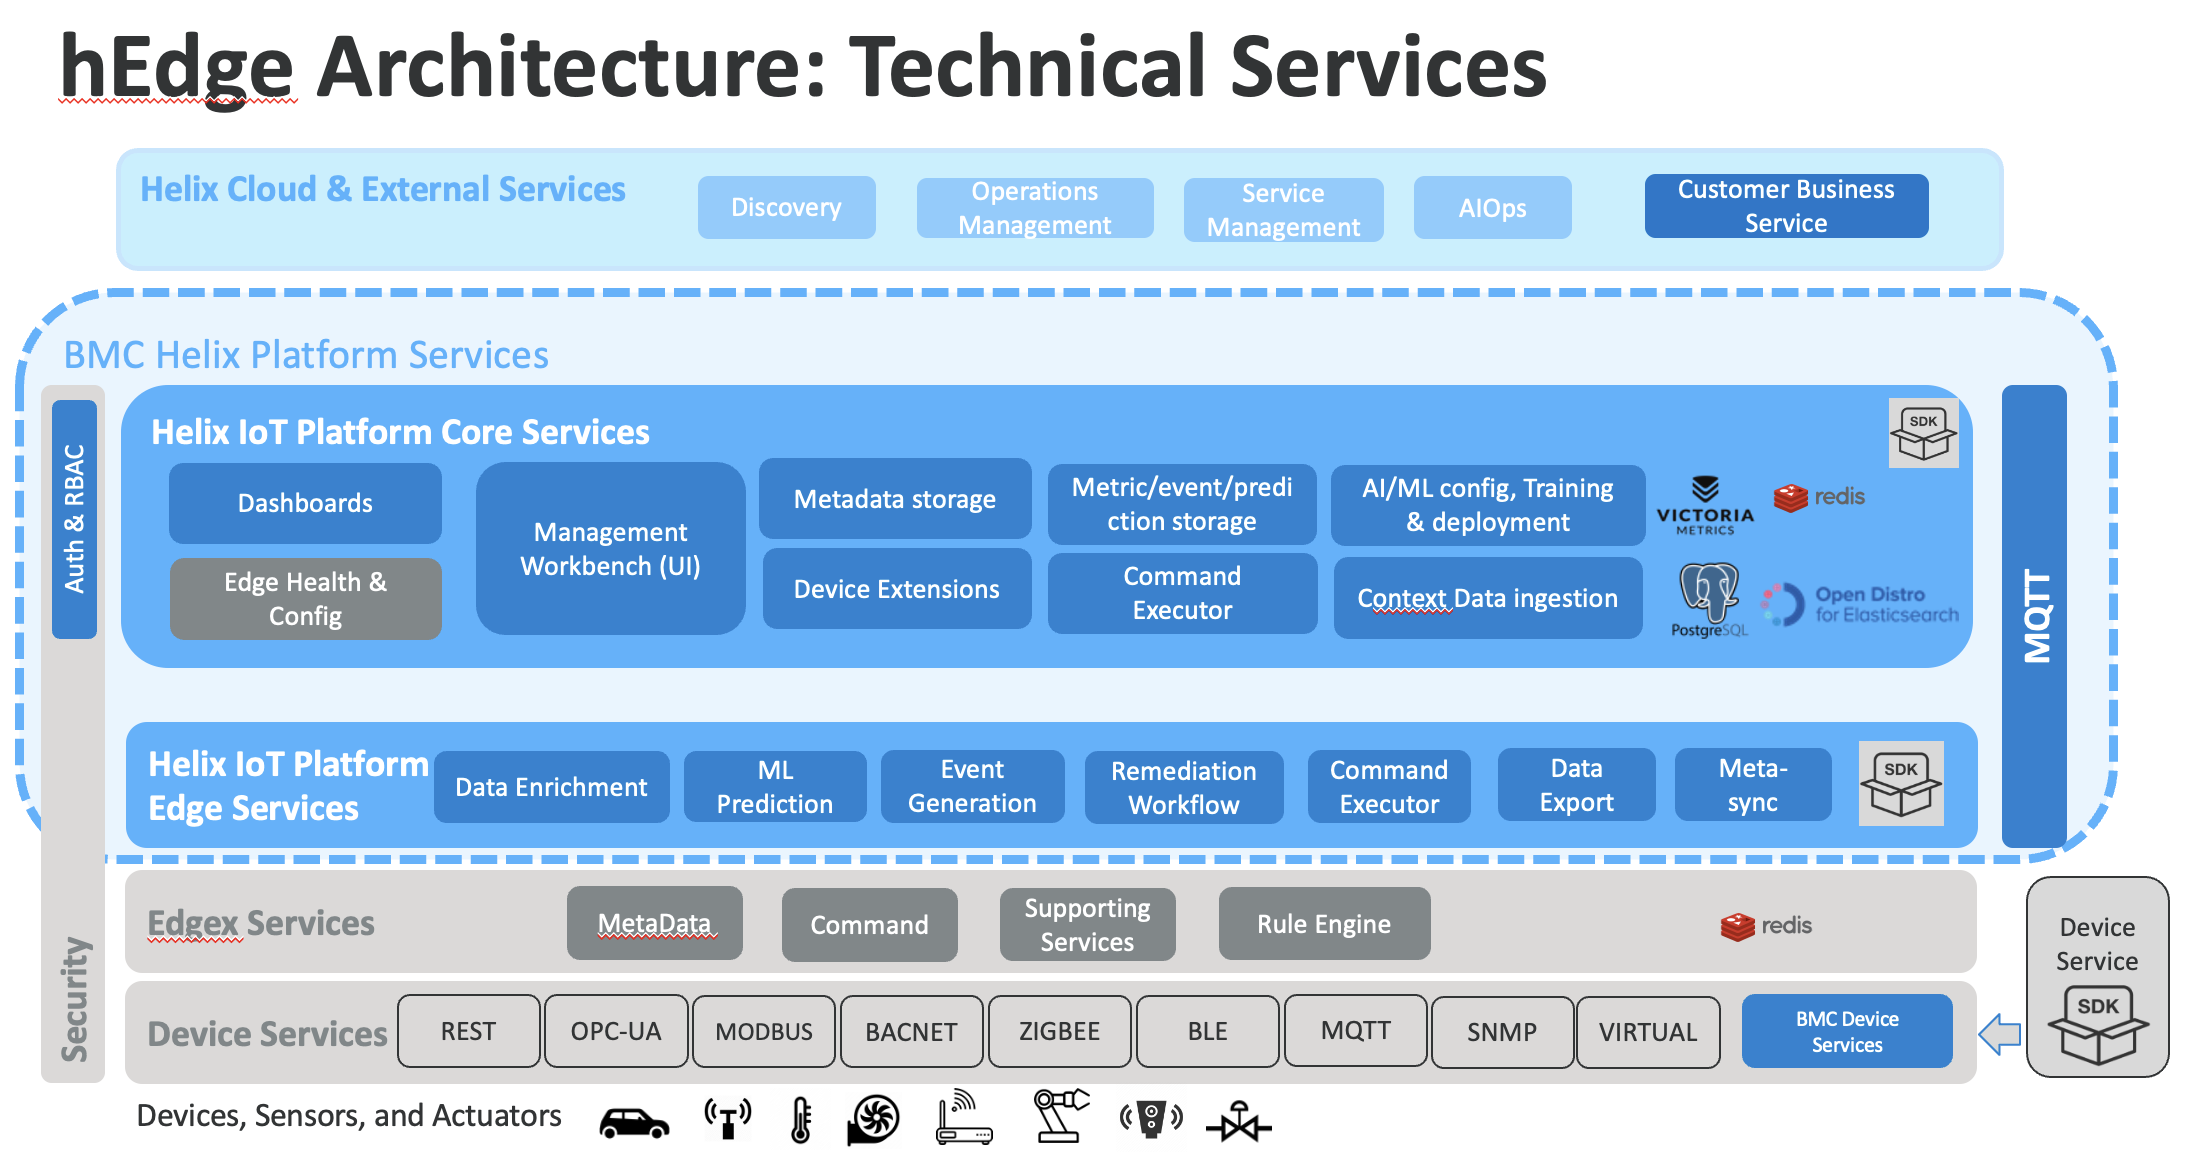 hEdge Architecture: Technical Services
Helix Cloud & External Services
Discovery
Operations
Management
Service
Management
AIOps
Customer Business
Service
BMC Helix Platform Services
Auth & RBAC
Security
Helix IoT Platform Core Services
SDK
Dashboards
Edge Health &
Config
Management
Workbench (UI)
Metadata storage
Device Extensions
Metric/event/predi
ction storage
Command
Executor
AI/ML config, Training
& deployment
Context Data ingestion
VICTORIA
METRICS
redis
PostgreSQL
Open Distro
for Elasticsearch
MQTT
Helix IoT Platform
Edge Services
Data Enrichment
ML
Prediction
Event
Generation
Remediation
Workflow
Command
Executor
Data
Export
Meta-
sync
SDK
Edgex Services
MetaData
Command
Supporting
Services
Rule Engine
redis
Device
Service
SDK
Device Services
REST
OPC-UA
MODBUS
BACNET
ZIGBEE
BLE
MQTT
SNMP
VIRTUAL
BMC Device
Services
Devices, Sensors, and Actuators